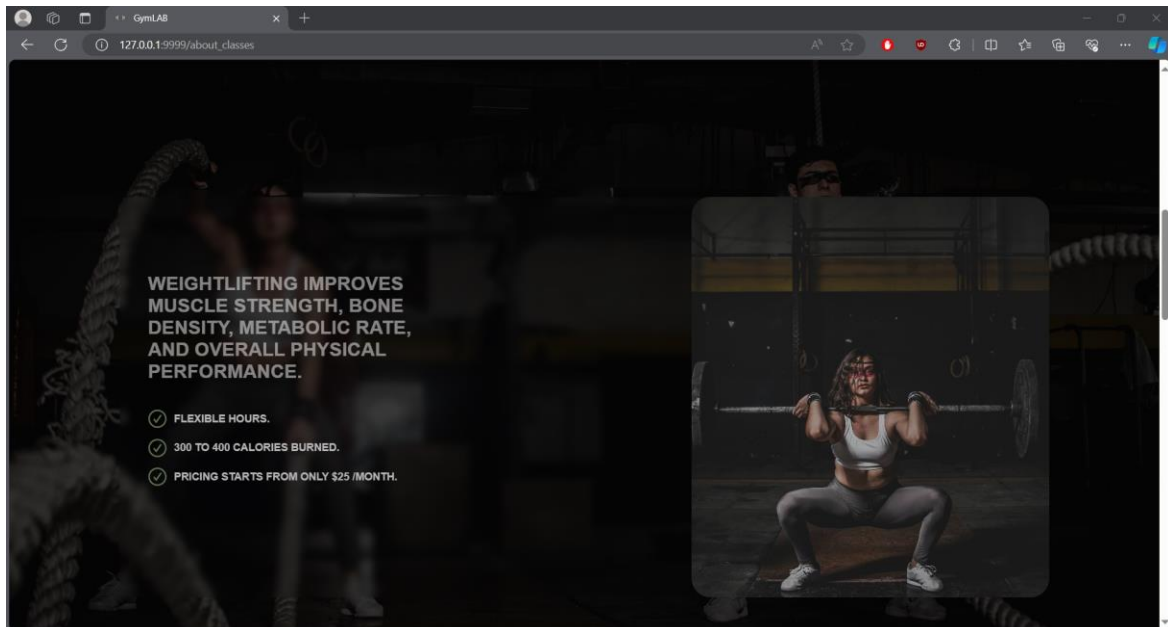 GymLAB
127.0.0.1:9999/about_classes
WEIGHTLIFTING IMPROVES
MUSCLE STRENGTH, BONE
DENSITY, METABOLIC RATE,
AND OVERALL PHYSICAL
PERFORMANCE.
FLEXIBLE HOURS.
300 TO 400 CALORIES BURNED.
PRICING STARTS FROM ONLY $25 /MONTH.